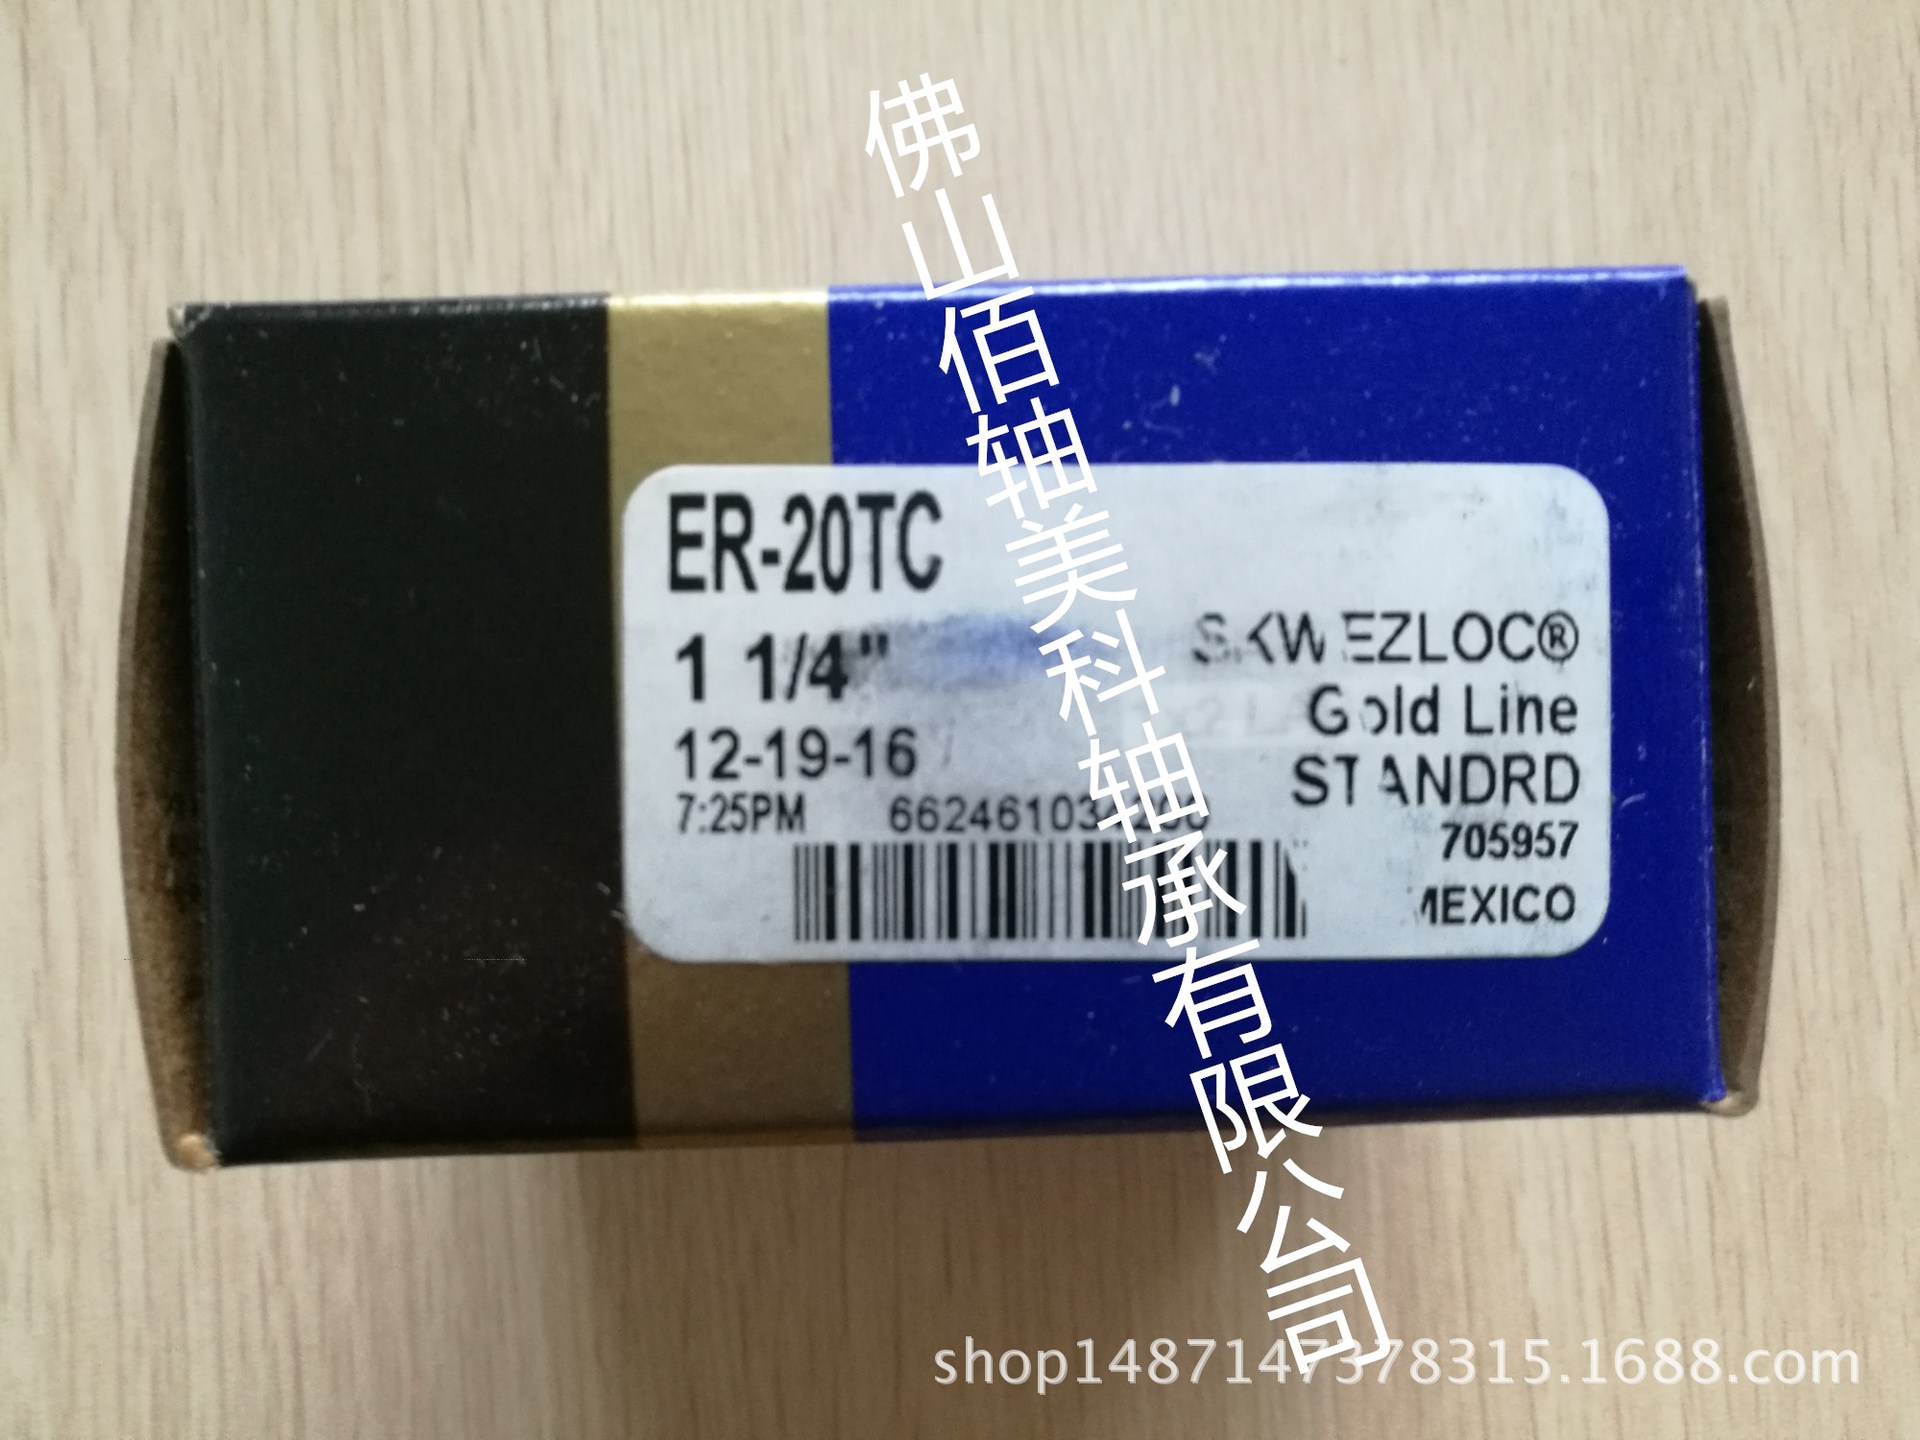 佛山佰轴美科轴承有限公司
ER-20TC
1 1/4"
12-19-16
7:25PM
SKWEZLOC®
Gold Line
STANDRD
705957
MEXICO
shop1487147378315.1688.com